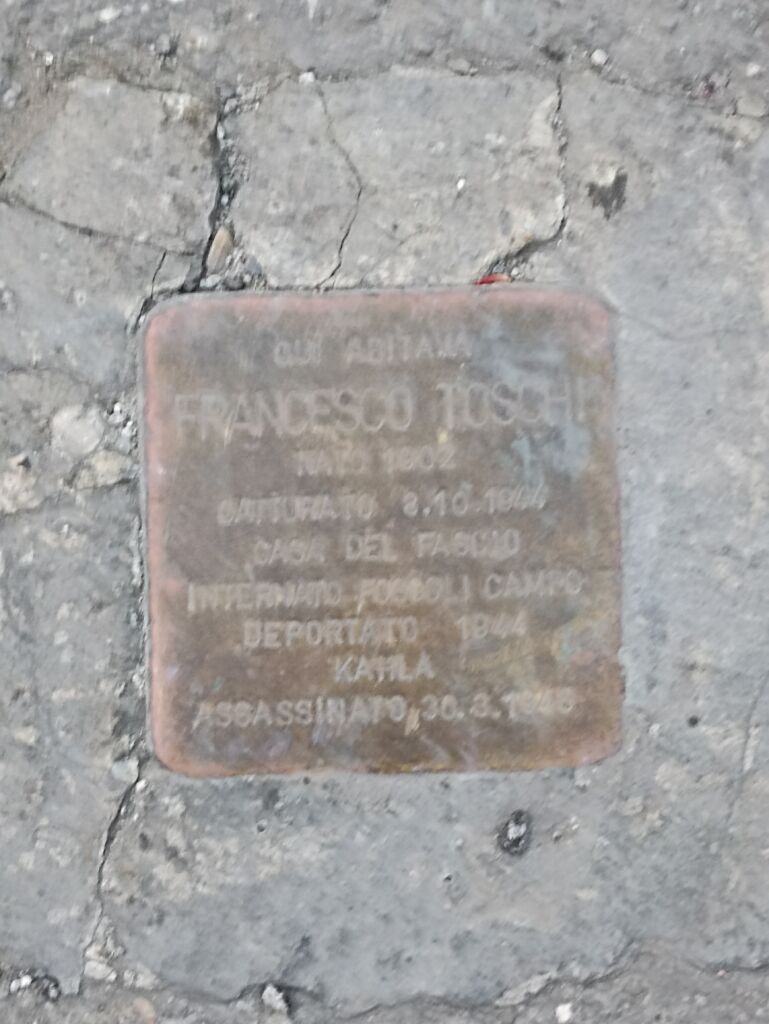 QUI ABITAVA
FRANCESCO TOSCHI
NATO 1902
CATTURATO 8.10.1944
CASA DEL FASCIO
INTERNATO FOSSOLI CAMPO
DEPORTATO 1944
KAHLA
ASSASSINATO 30.3.1945